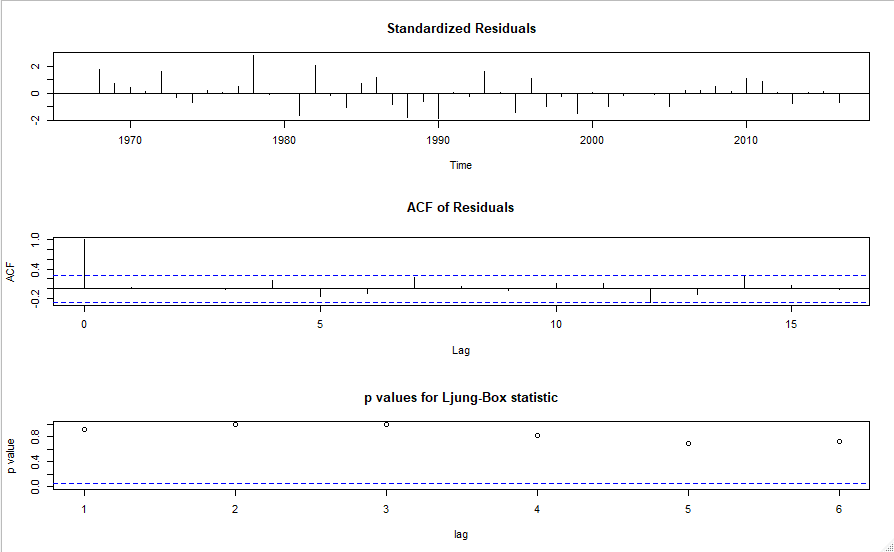 Standardized Residuals
2
0
-2
1970 1980 1990 2000 2010
Time
ACF of Residuals
1.0
0.4
-0.2
ACF
0 5 10 15
Lag
p values for Ljung-Box statistic
0.8
0.4
0.0
p value
1 2 3 4 5 6
lag